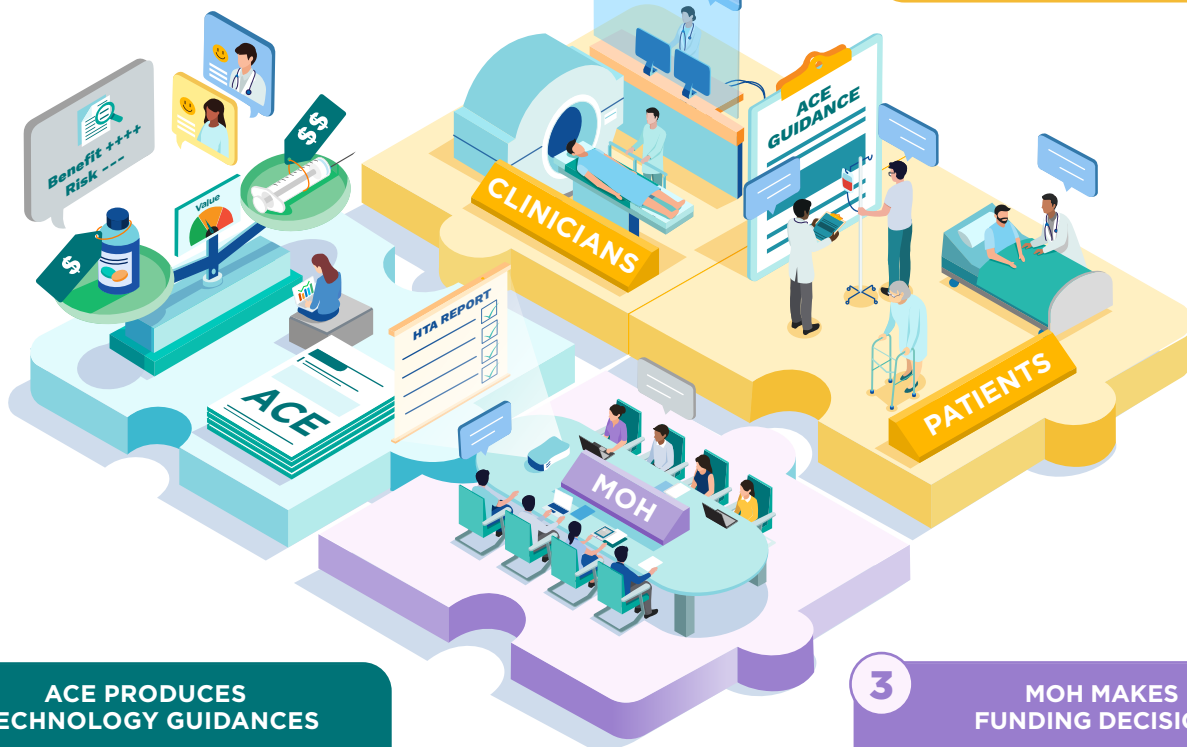 Benefit ++++
Risk ---
$
Value
$$
ACE
HTA REPORT
CLINICIANS
ACE
GUIDANCE
PATIENTS
MOH
ACE PRODUCES
ECHNOLOGY GUIDANCES
3
MOH MAKES
FUNDING DECISIO